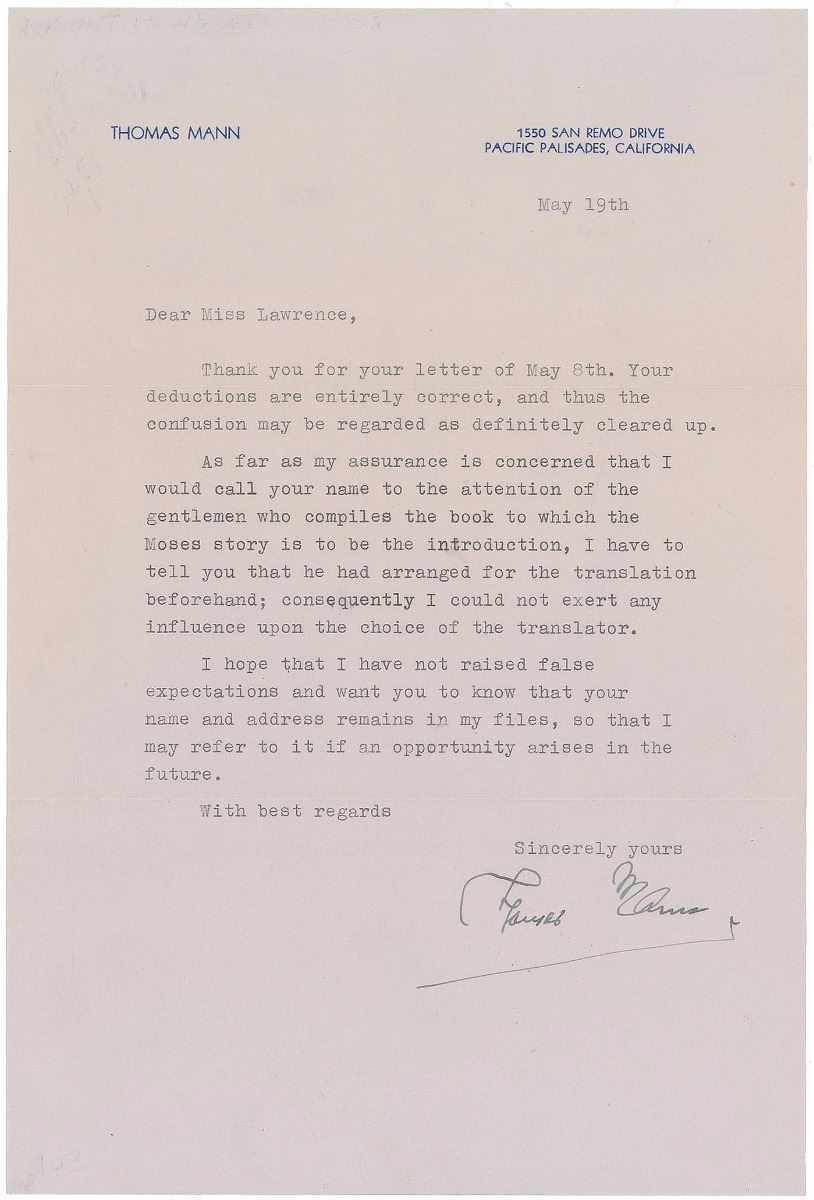 THOMAS MANN
1550 SAN REMO DRIVE
PACIFIC PALISADES, CALIFORNIA
May 19th
Dear Miss Lawrence,
Thank you for your letter of May 8th. Your
deductions are entirely correct, and thus the
confusion may be regarded as definitely cleared up.
As far as my assurance is concerned that I
would call your name to the attention of the
gentlemen who compiles the book to which the
Moses story is to be the introduction, I have to
tell you that he had arranged for the translation
beforehand; consequently I could not exert any
influence upon the choice of the translator.
I hope that I have not raised false
expectations and want you to know that your
name and address remains in my files, so that I
may refer to it if an opportunity arises in the
future.
With best regards
Sincerely yours
Thomas Mann